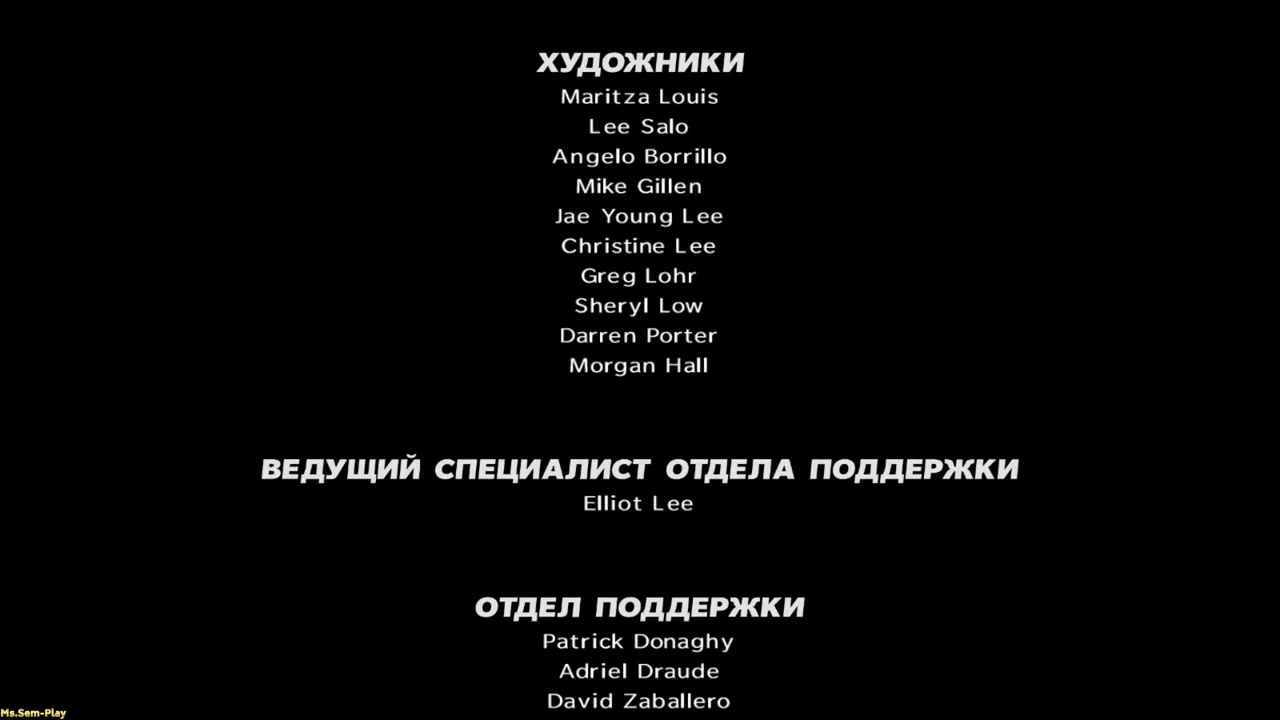 ХУДОЖНИКИ
Maritza Louis
Lee Salo
Angelo Borrillo
Mike Gillen
Jae Young Lee
Christine Lee
Greg Lohr
Sheryl Low
Darren Porter
Morgan Hall
ВЕДУЩИЙ СПЕЦИАЛИСТ ОТДЕЛА ПОДДЕРЖКИ
Elliot Lee
ОТДЕЛ ПОДДЕРЖКИ
Patrick Donaghy
Adriel Draude
David Zaballero
Ms.Sem-Play